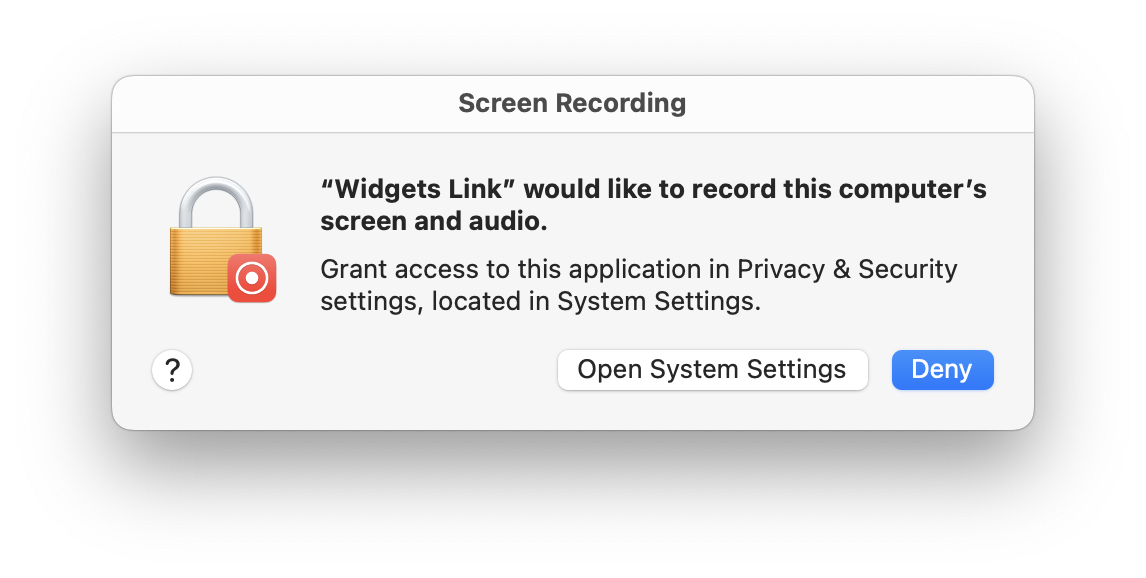 Screen Recording
“Widgets Link” would like to record this computer’s
screen and audio.
Grant access to this application in Privacy & Security
settings, located in System Settings.
?
Open System Settings
Deny